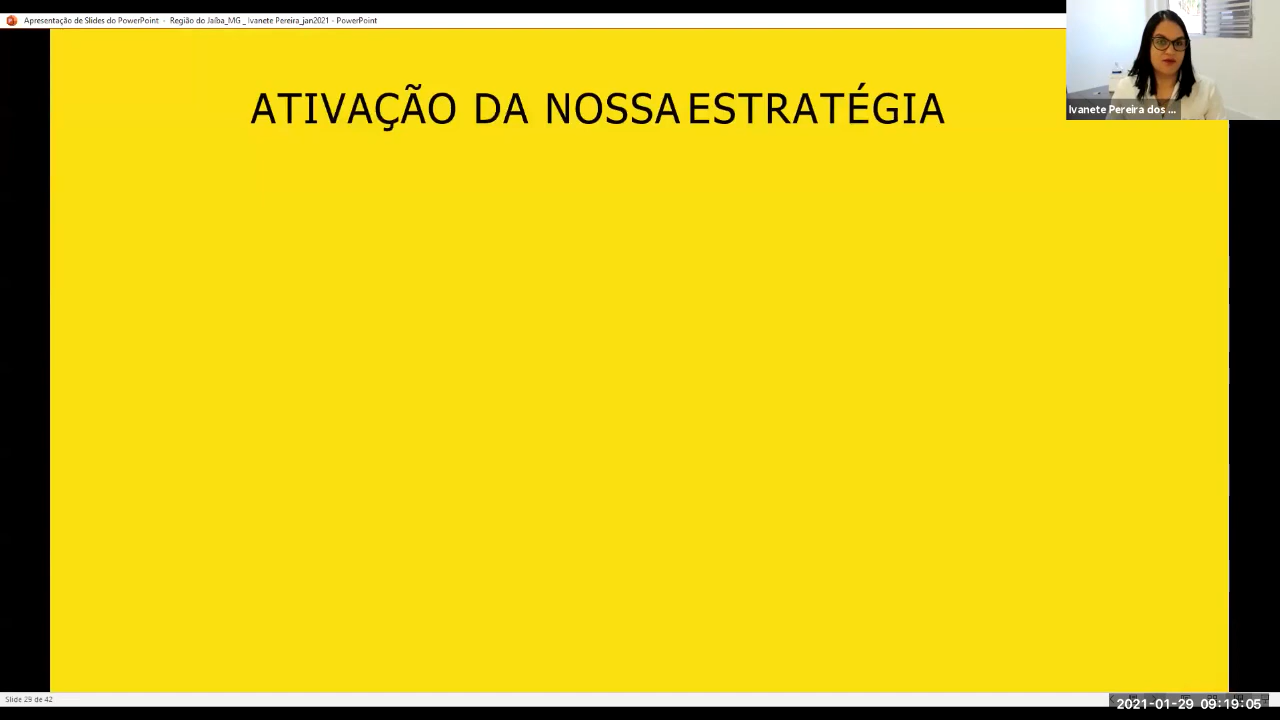 Apresentação de Slides do PowerPoint - Região do Jaíba_MG _ Ivanete Pereira_jan2021 - PowerPoint
ATIVAÇÃO DA NOSSA ESTRATÉGIA
Ivanete Pereira dos ...
Slide 29 de 42
2021-01-29 09:19:05